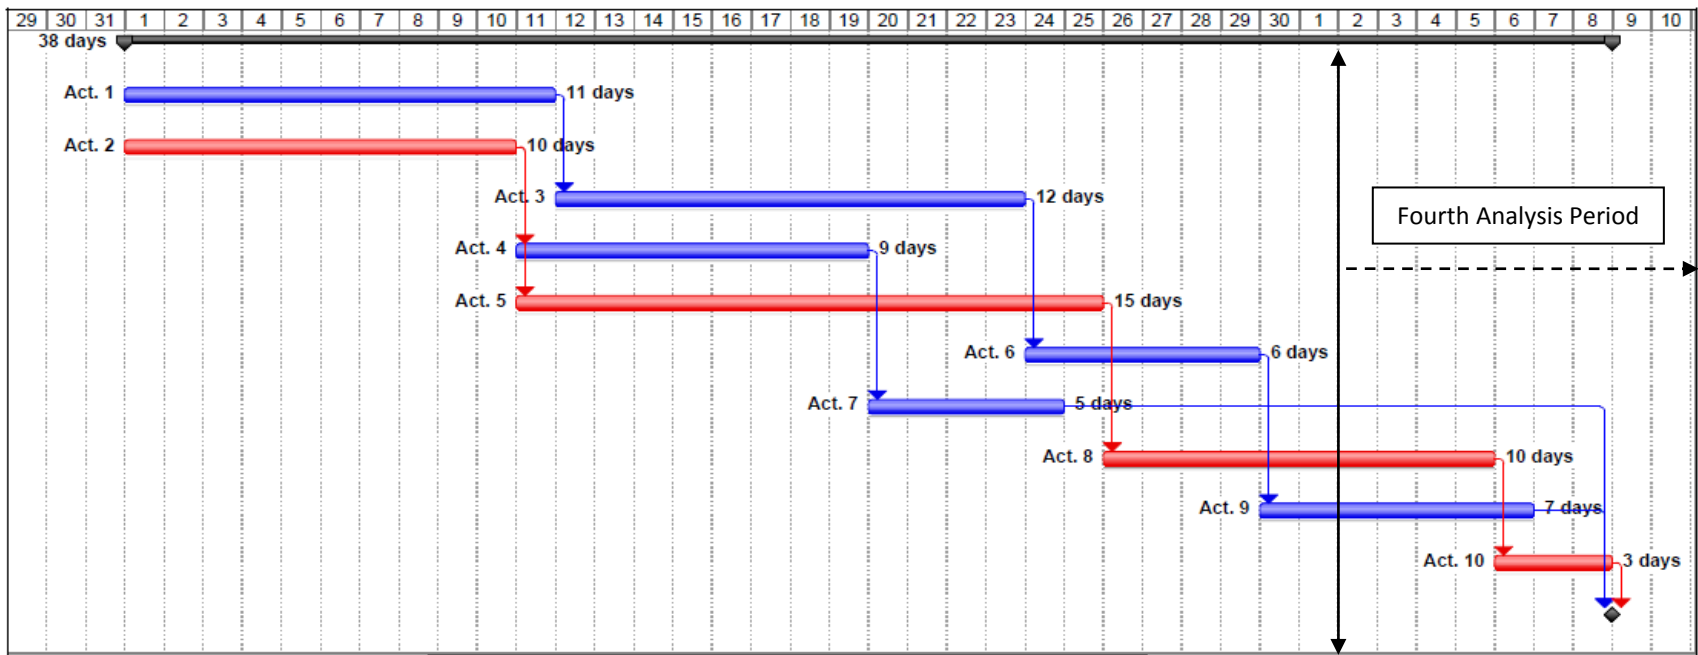 29 30 31 1 2 3 4 5 6 7 8 9 10 11 12 13 14 15 16 17 18 19 20 21 22 23 24 25 26 27 28 29 30 1 2 3 4 5 6 7 8 9 10
38 days
Act. 1 11 days
Act. 2 10 days
Act. 3 12 days
Fourth Analysis Period
Act. 4 9 days
Act. 5 15 days
Act. 6 6 days
Act. 7 5 days
Act. 8 10 days
Act. 9 7 days
Act. 10 3 days